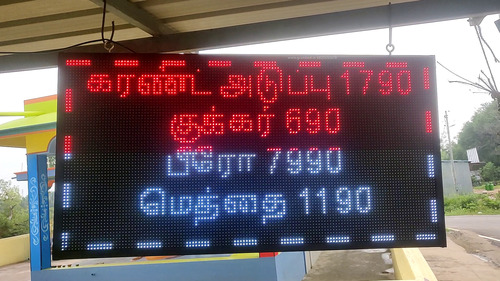 கரண்ட் அடுப்பு 1790
குக்கர் 690
பீரோ 7990
மெத்தை 1190